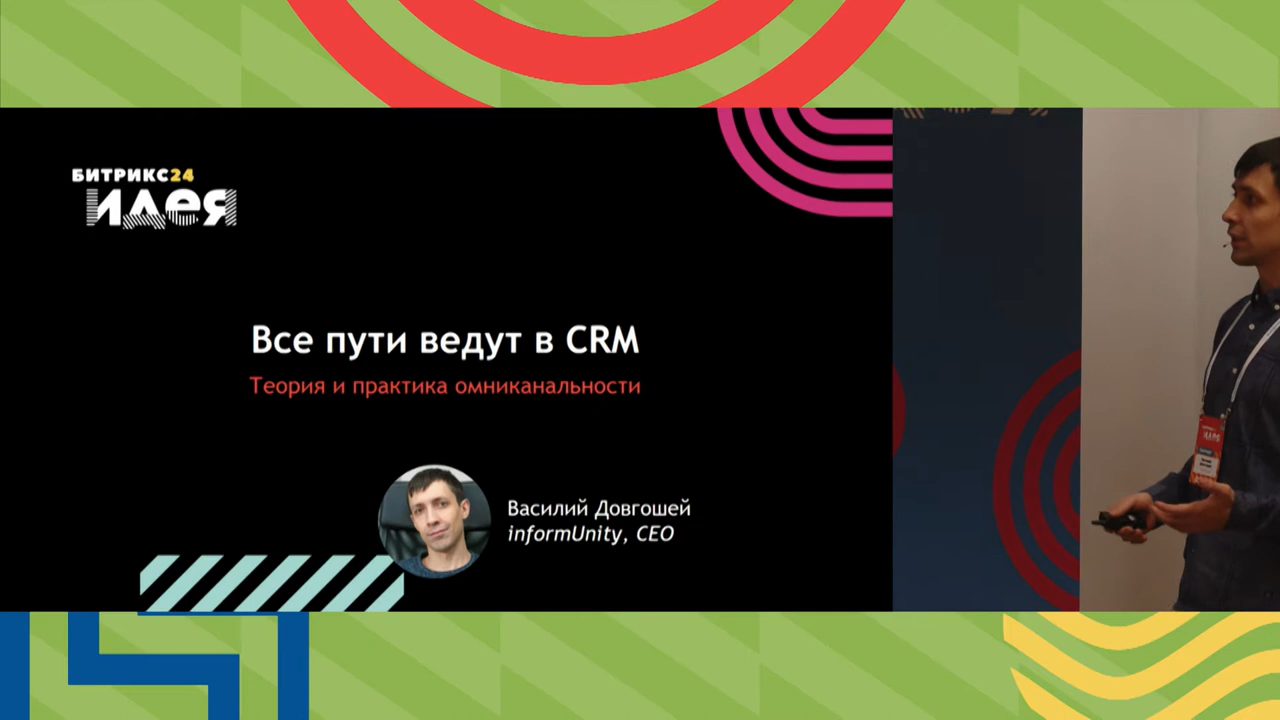 БИТРИКС24
идея
Все пути ведут в CRM
Теория и практика омниканальности
Василий Довгошей
informUnity, CEO